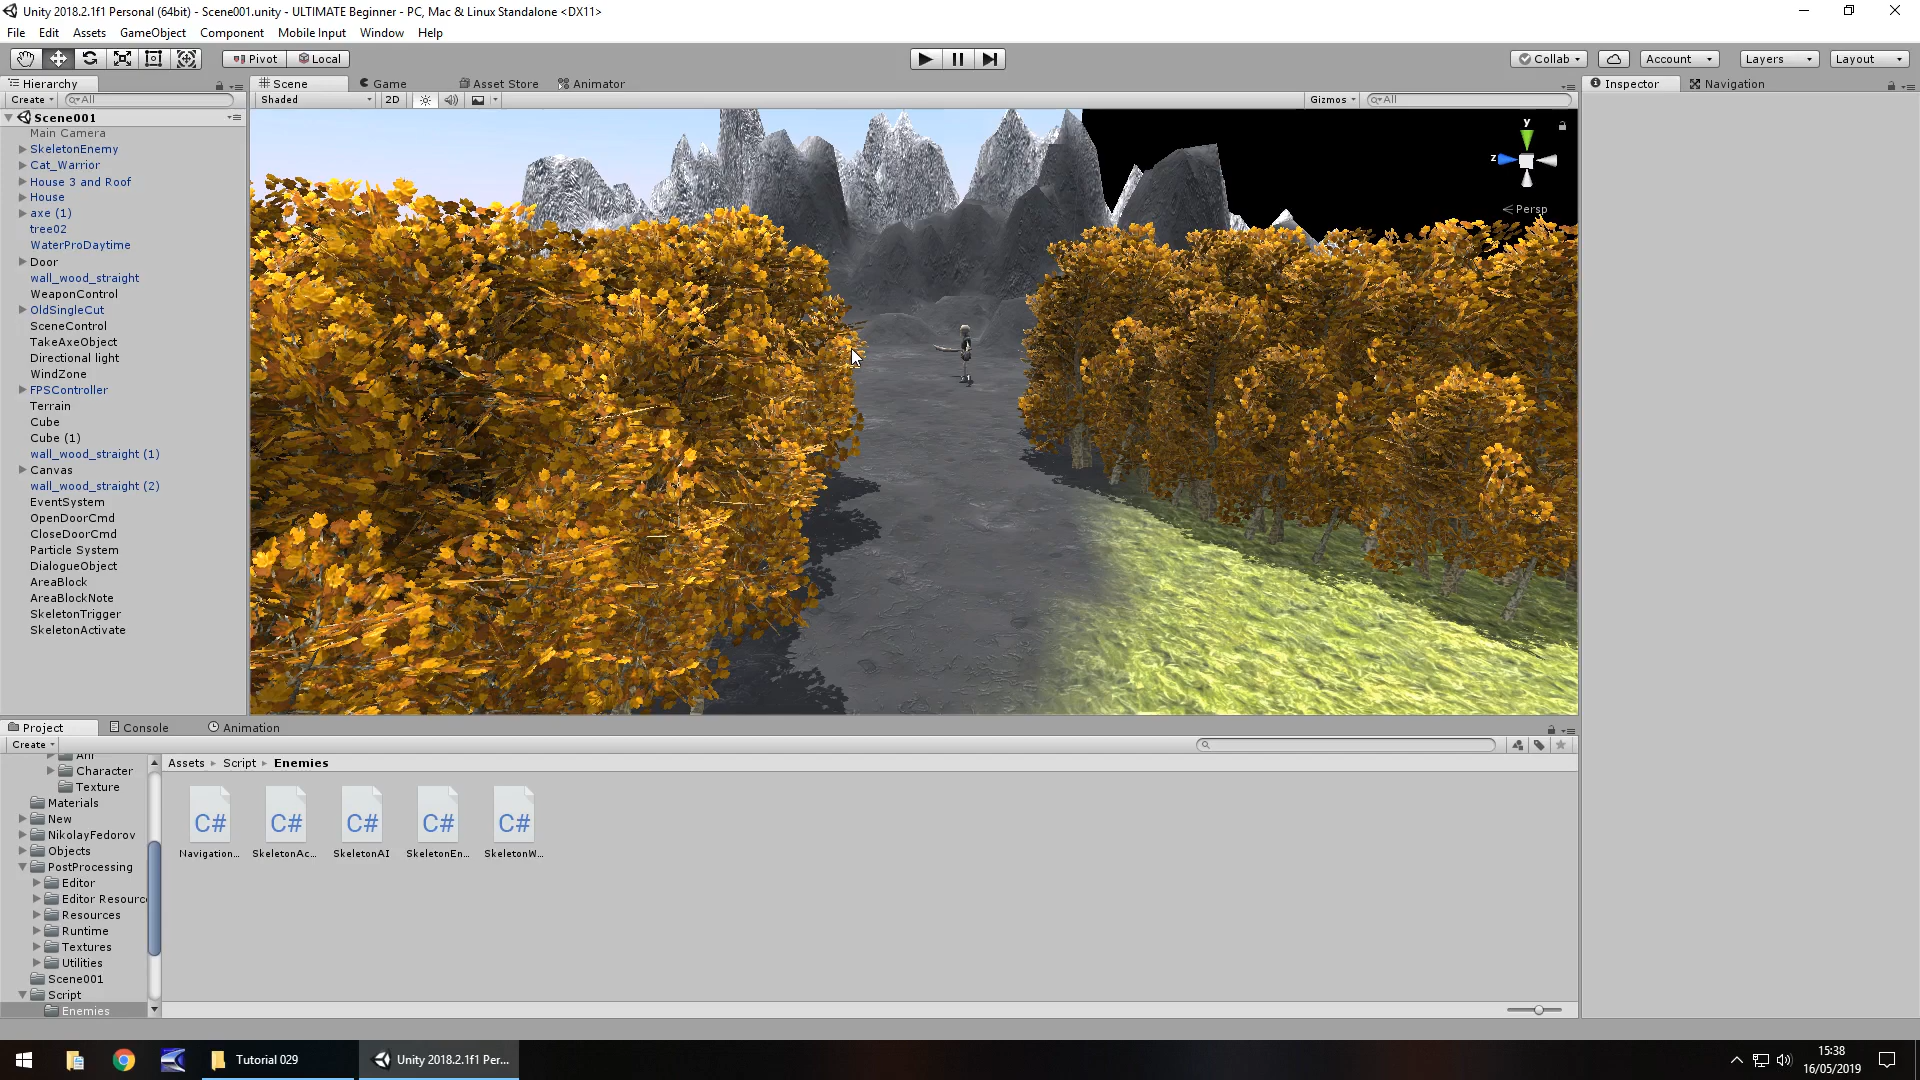 Unity 2018.2.1f1 Personal (64bit) - Scene001.unity - ULTIMATE Beginner - PC, Mac & Linux Standalone <DX11>
File Edit Assets GameObject Component Mobile Input Window Help
Pivot Local Collab Account Layers Layout
Hierarchy Scene Game Asset Store Animator Inspector Navigation
Create All Shaded 2D Gizmos All
Scene001
Main Camera
SkeletonEnemy
Cat_Warrior
House 3 and Roof
House
axe (1)
tree02
WaterProDaytime
Door
wall_wood_straight
WeaponControl
OldSingleCut
SceneControl
TakeAxeObject
Directional light
WindZone
FPSController
Terrain
Cube
Cube (1)
wall_wood_straight (1)
Canvas
wall_wood_straight (2)
EventSystem
OpenDoorCmd
CloseDoorCmd
Particle System
DialogueObject
AreaBlock
AreaBlockNote
SkeletonTrigger
SkeletonActivate
y
z
Persp
Project Console Animation
Create
Character
Texture
Materials
New
NikolayFedorov
Objects
PostProcessing
Editor
Editor Resourc
Resources
Runtime
Textures
Utilities
Scene001
Script
Enemies
Assets Script Enemies
C# C# C# C# C#
Navigation... SkeletonAc... SkeletonAI SkeletonEn... SkeletonW...
Tutorial 029
Unity 2018.2.1f1 Per...
15:38
16/05/2019